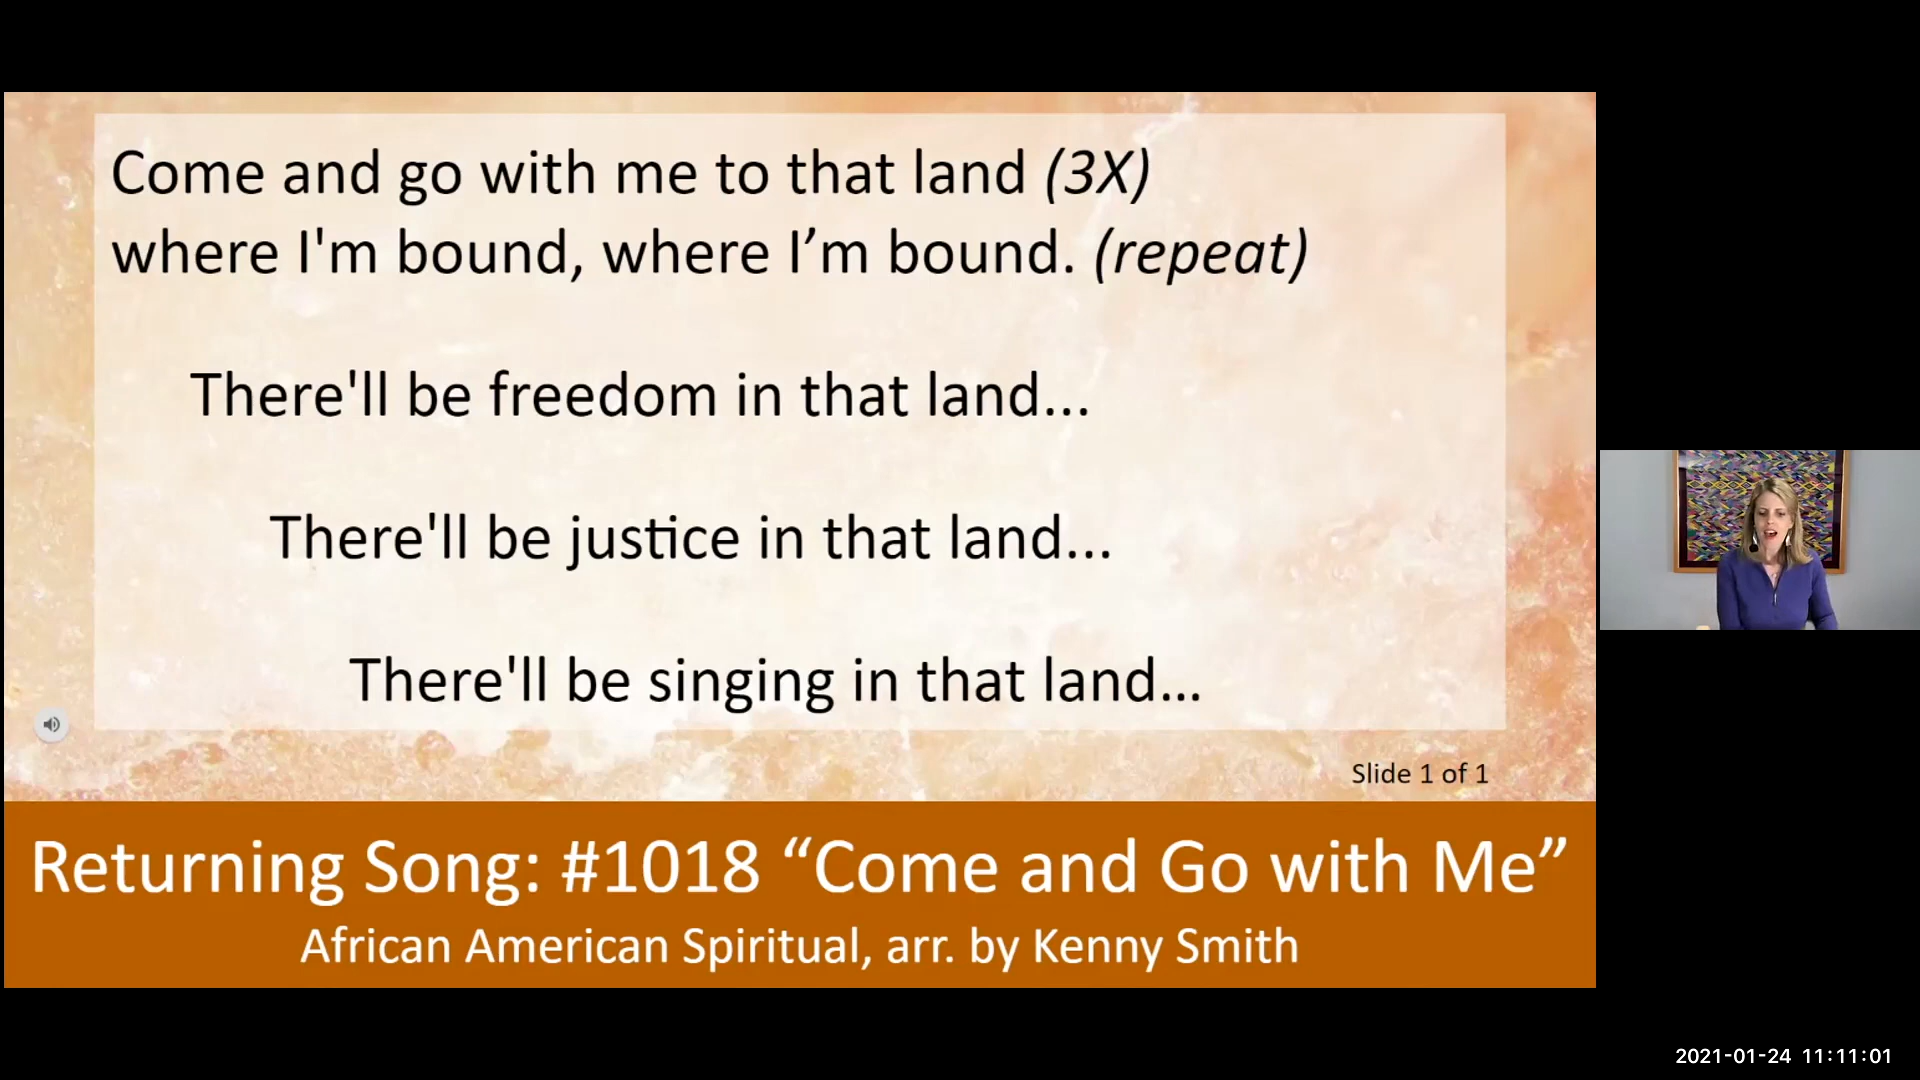 Come and go with me to that land (3X)
where I'm bound, where I’m bound. (repeat)
There'll be freedom in that land...
There'll be justice in that land...
There'll be singing in that land...
Slide 1 of 1
Returning Song: #1018 “Come and Go with Me”
African American Spiritual, arr. by Kenny Smith
2021-01-24 11:11:01